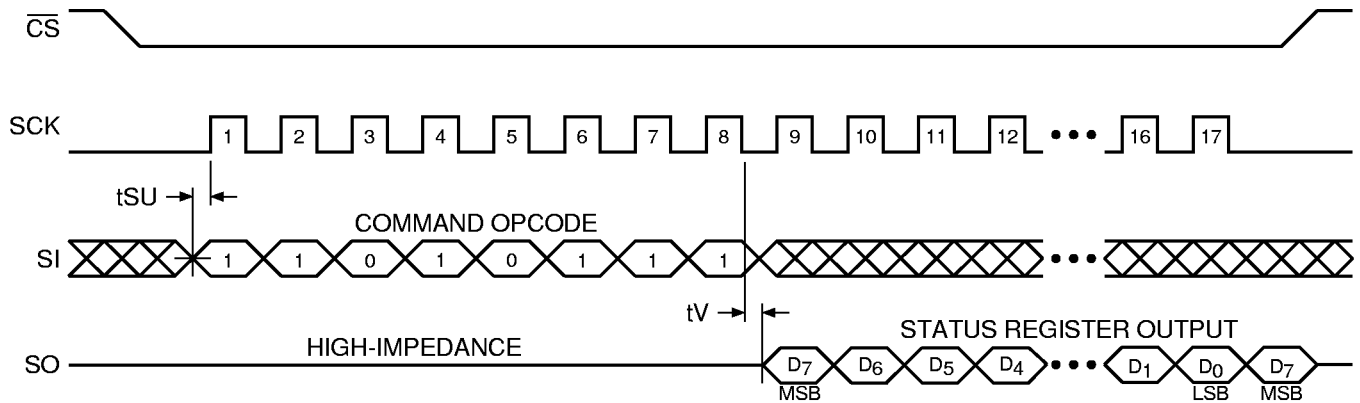 CS
SCK 1 2 3 4 5 6 7 8 9 10 11 12 ••• 16 17
tSU
COMMAND OPCODE
SI 1 1 0 1 0 1 1 1 •••
tV
STATUS REGISTER OUTPUT
HIGH-IMPEDANCE
SO D7 D6 D5 D4 ••• D1 D0 D7
MSB LSB MSB